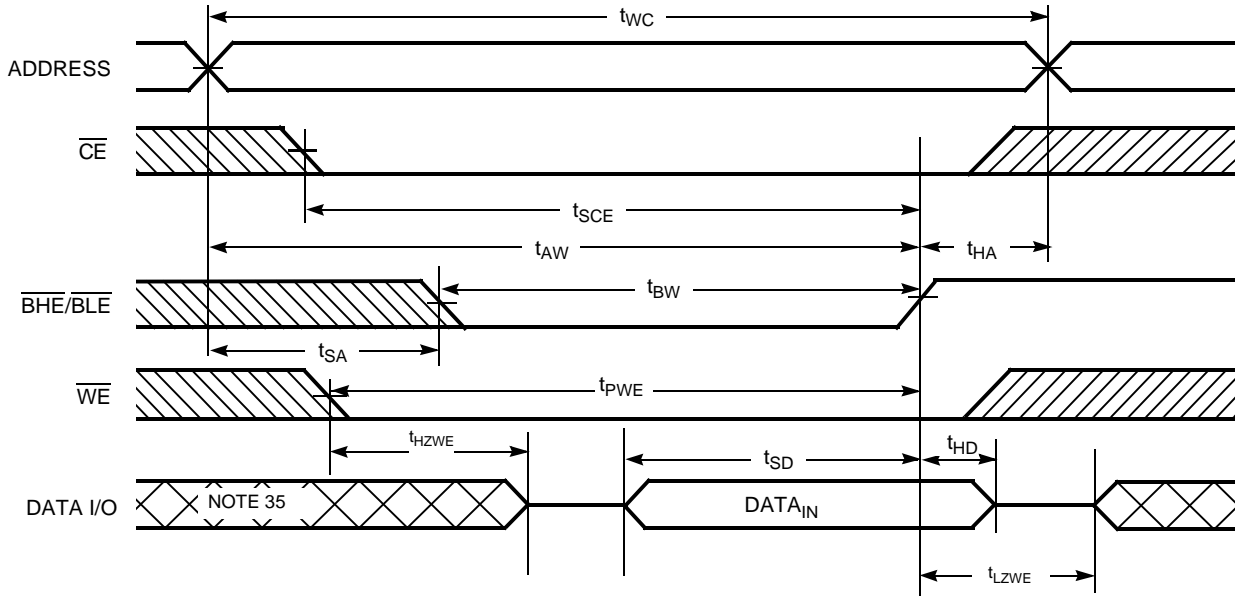 tWC
ADDRESS
CE
tSCE
tAW
tHA
BHE/BLE
tBW
tSA
WE
tPWE
tHZWE
tSD
tHD
DATA I/O
NOTE 35
DATAIN
tLZWE